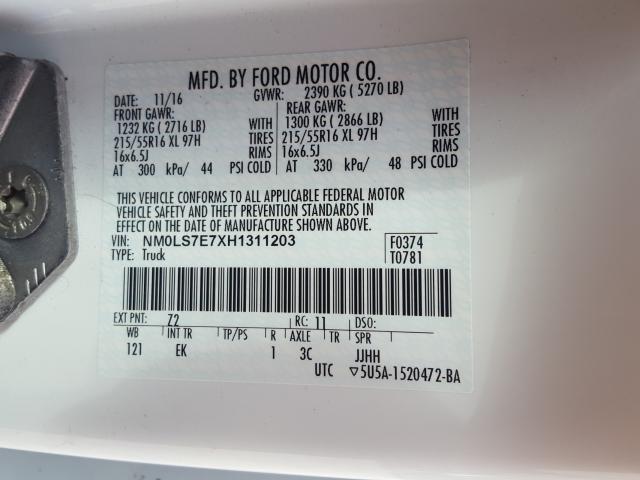 MFD. BY FORD MOTOR CO.
DATE: 11/16 GVWR: 2390 KG ( 5270 LB)
FRONT GAWR: REAR GAWR:
1232 KG ( 2716 LB) WITH 1300 KG ( 2866 LB) WITH
215/55R16 XL 97H TIRES 215/55R16 XL 97H TIRES
16x6.5J RIMS 16x6.5J RIMS
AT 300 kPa/ 44 PSI COLD AT 330 kPa/ 48 PSI COLD
THIS VEHICLE CONFORMS TO ALL APPLICABLE FEDERAL MOTOR
VEHICLE SAFETY AND THEFT PREVENTION STANDARDS IN
EFFECT ON THE DATE OF MANUFACTURE SHOWN ABOVE.
VIN: NM0LS7E7XH1311203 F0374
TYPE: Truck T0781
EXT PNT: Z2 RC: 11 DSO:
WB INT TR TP/PS R AXLE TR SPR
121 EK 1 3C JJHH
UTC ▽5U5A-1520472-BA